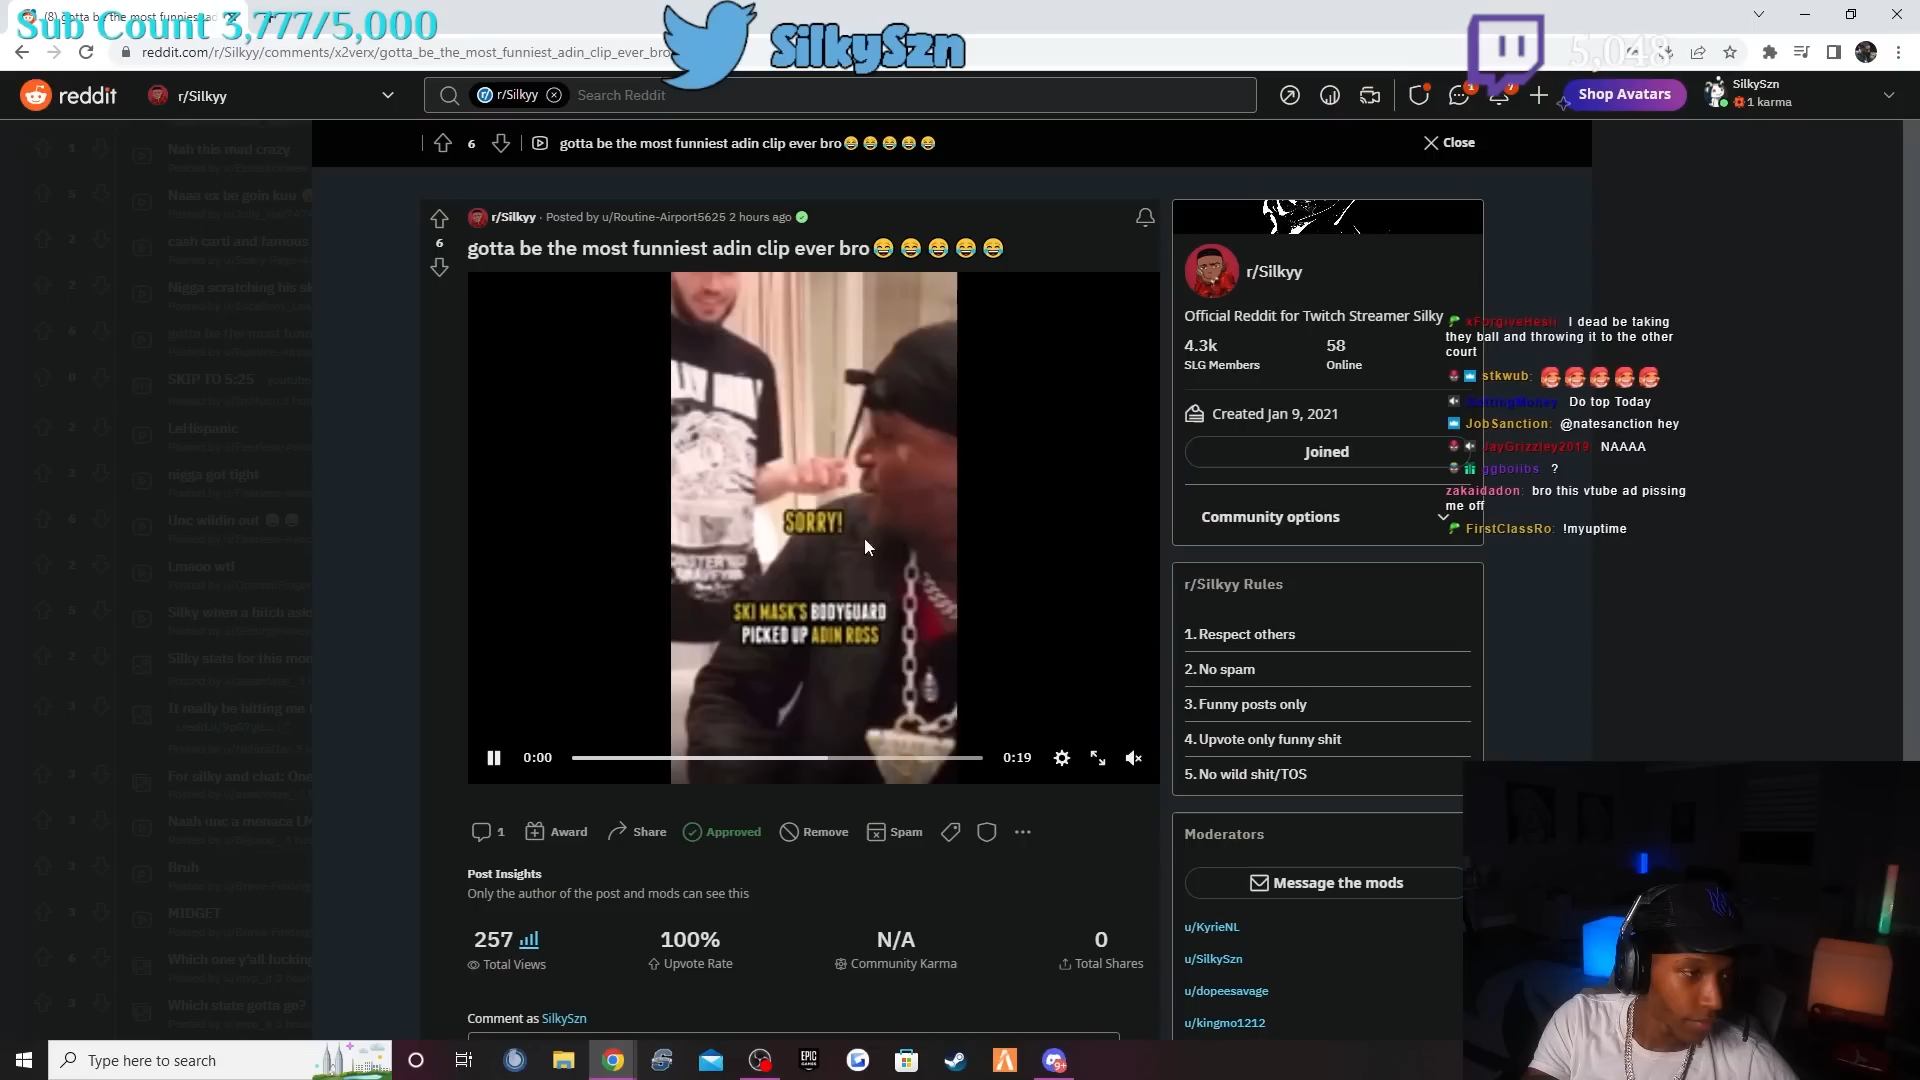 Sub Count 3,777/5,000
SilkySzn
5,048
reddit.com/r/Silkyy/comments/x2verx/gotta_be_the_most_funniest_adin_clip_ever_bro
reddit
r/Silkyy
r/Silkyy
Search Reddit
Shop Avatars
SilkySzn
1 karma
6
gotta be the most funniest adin clip ever bro😂😂😂😂😂
Close
r/Silkyy · Posted by u/Routine-Airport5625 2 hours ago
6
gotta be the most funniest adin clip ever bro😂😂😂😂😂
SORRY!
SKI MASK'S BODYGUARD
PICKED UP ADIN ROSS
0:00
0:19
1
Award
Share
Approved
Remove
Spam
Post Insights
Only the author of the post and mods can see this
257
Total Views
100%
Upvote Rate
N/A
Community Karma
0
Total Shares
Comment as SilkySzn
r/Silkyy
Official Reddit for Twitch Streamer Silky
4.3k
SLG Members
58
Online
Created Jan 9, 2021
Joined
Community options
r/Silkyy Rules
1. Respect others
2. No spam
3. Funny posts only
4. Upvote only funny shit
5. No wild shit/TOS
Moderators
Message the mods
u/KyrieNL
u/SilkySzn
u/dopeesavage
u/kingmo1212
xForgiveHesii I dead be taking
they ball and throwing it to the other
court
stkwub:
Do top Today
JobSanction: @natesanction hey
JayGrizzley2019 NAAAA
ggboiibs ?
zakaidadon: bro this vtube ad pissing
me off
FirstClassRo: !myuptime
Nah this mad crazy
cash carti and famous
SKIP TO 5:25
LeHispanic
nigga got tight
Unc wildin out
Lmaoo wtf
Silky when a bitch
Silky stats for this
It really be hitting me
For silky and chat:
Naah unc a menace
Bruh
MIDGET
Which one y'all fucking
Which state gotta go?
Type here to search